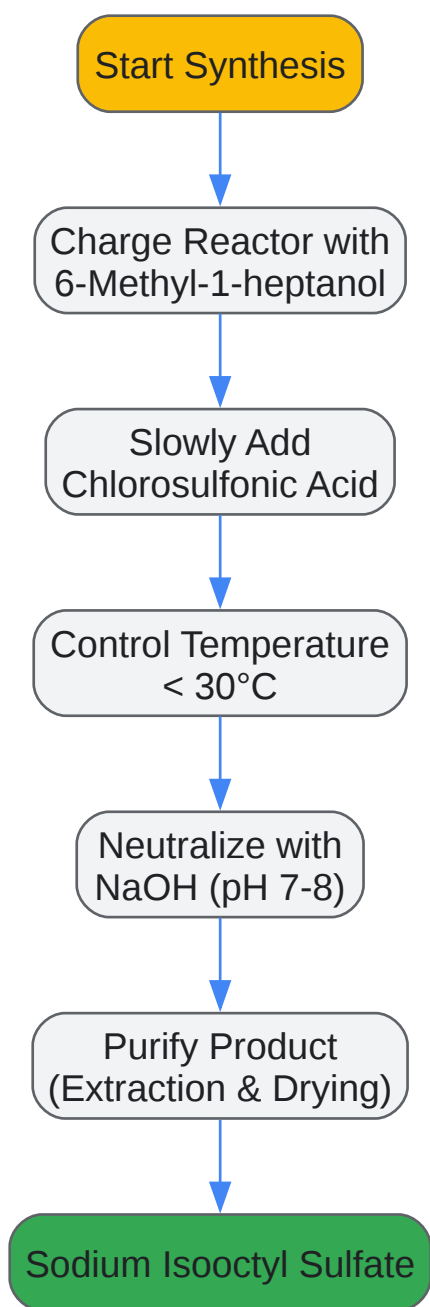 Start Synthesis
Charge Reactor with
6-Methyl-1-heptanol
Slowly Add
Chlorosulfonic Acid
Control Temperature
< 30°C
Neutralize with
NaOH (pH 7-8)
Purify Product
(Extraction & Drying)
Sodium Isooctyl Sulfate